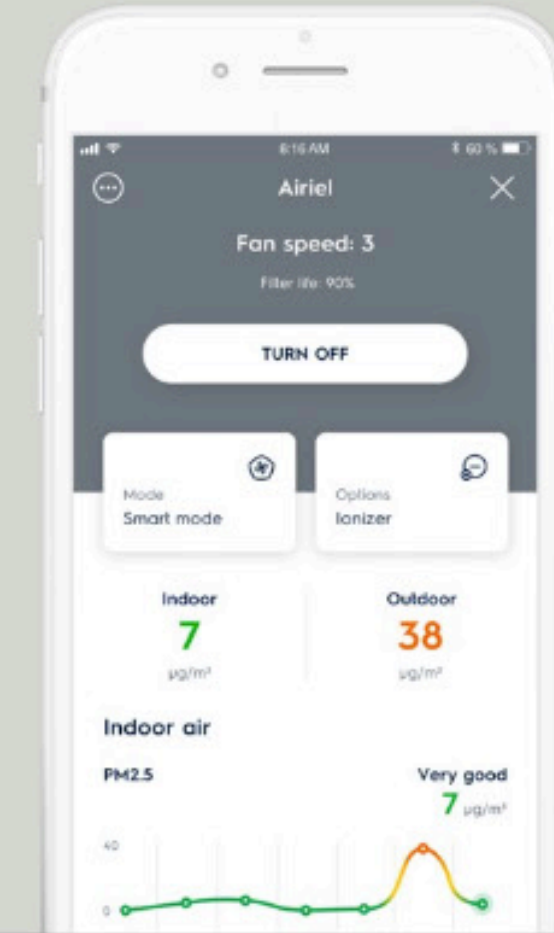 6:16 AM
60 %
Airiel
Fan speed: 3
Filter life: 90%
TURN OFF
Mode
Smart mode
Options
Ionizer
Indoor
7
µg/m³
Outdoor
38
µg/m³
Indoor air
PM2.5
Very good
7 µg/m³
40
0